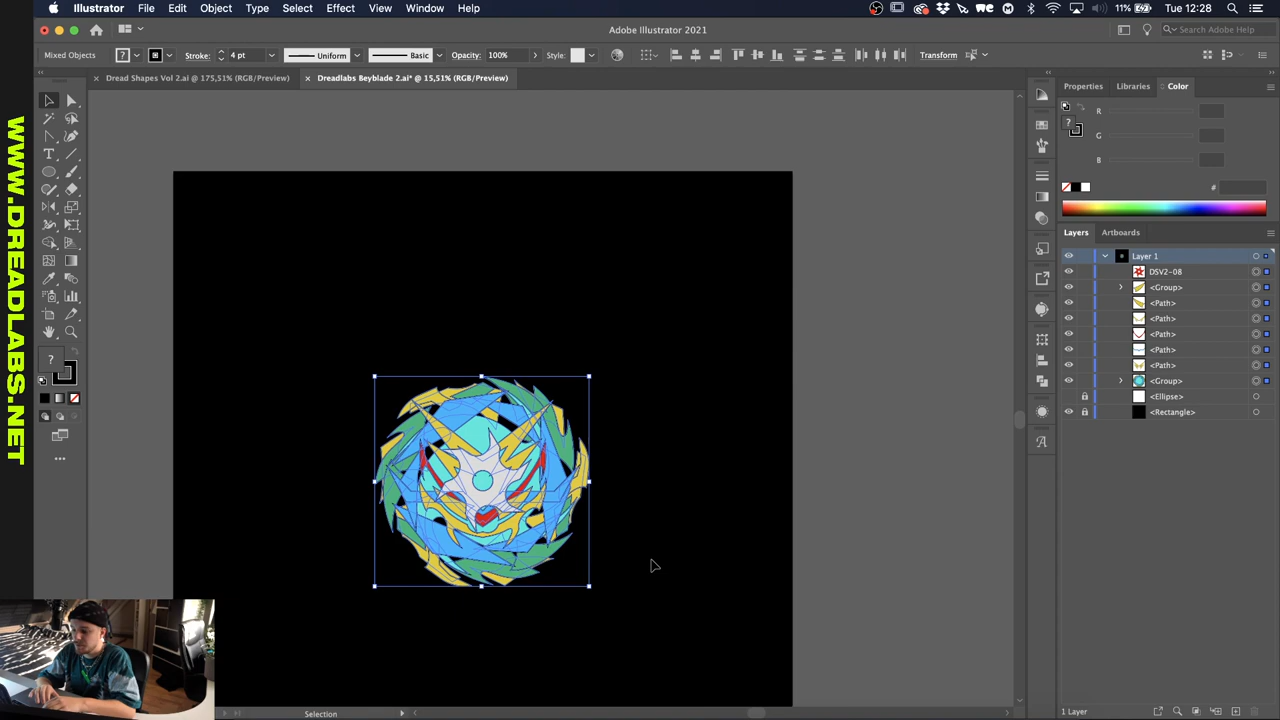 Illustrator File Edit Object Type Select Effect View Window Help
11% Tue 12:28
Adobe Illustrator 2021
Search Adobe Help
Mixed Objects ? Stroke: 4 pt Uniform Basic Opacity: 100% Style: Transform
Dread Shapes Vol 2.ai @ 175,51% (RGB/Preview)
Dreadlabs Beyblade 2.ai* @ 15,51% (RGB/Preview)
WWW.DREADLABS.NET
Properties Libraries Color
R
?
G
B
#
Layers Artboards
Layer 1
DSV2-08
<Group>
<Path>
<Path>
<Path>
<Path>
<Path>
<Group>
<Ellipse>
<Rectangle>
?
Selection
1 Layer